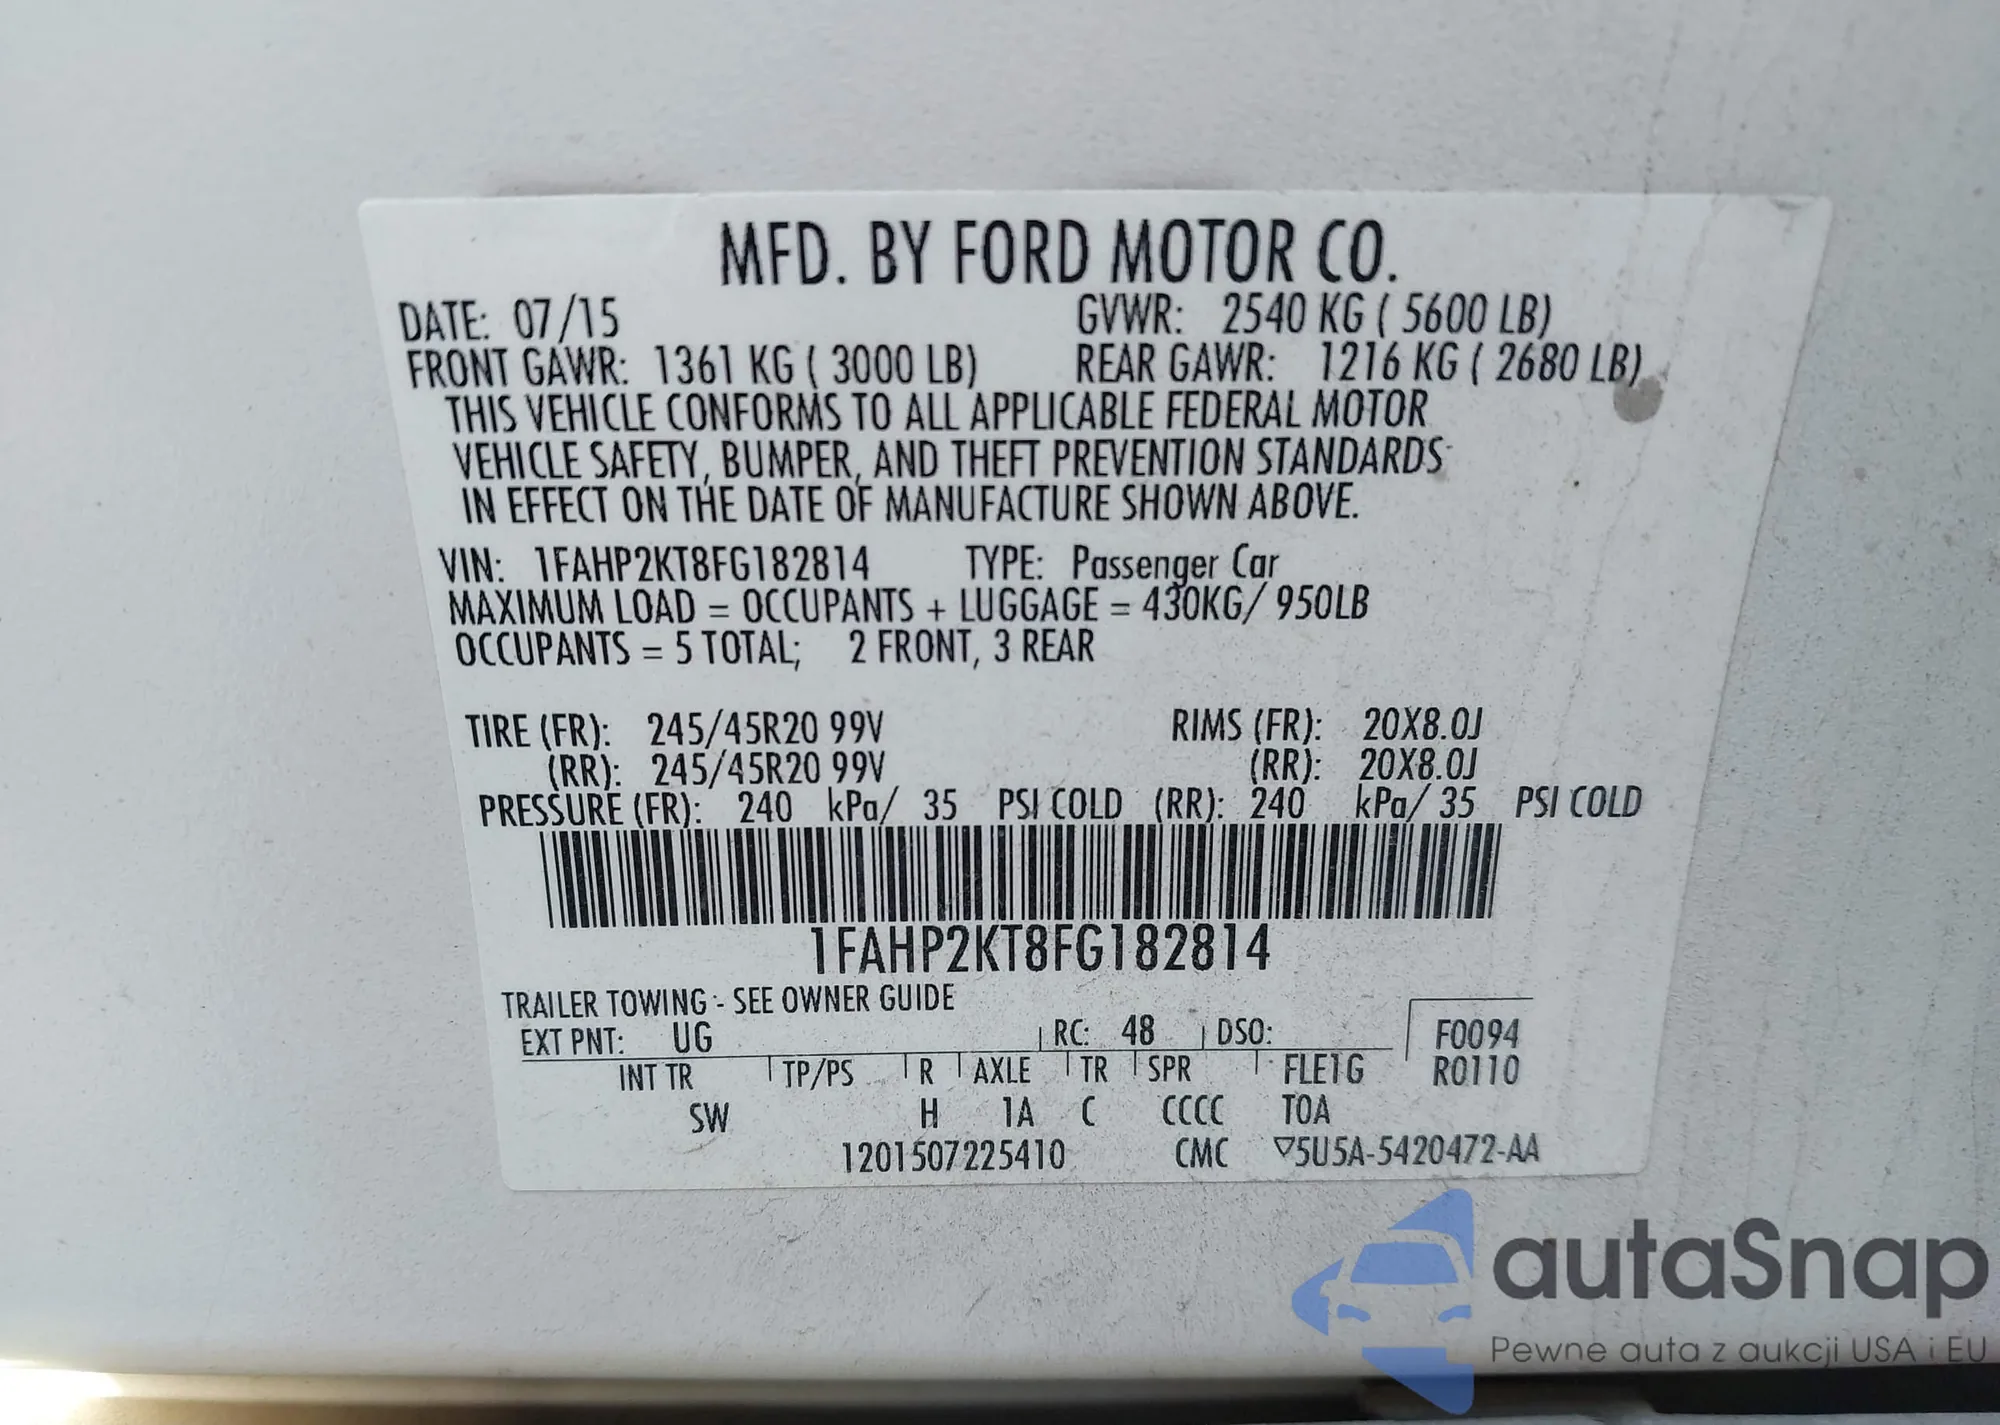 MFD. BY FORD MOTOR CO.
DATE: 07/15 GVWR: 2540 KG ( 5600 LB)
FRONT GAWR: 1361 KG ( 3000 LB) REAR GAWR: 1216 KG ( 2680 LB)
THIS VEHICLE CONFORMS TO ALL APPLICABLE FEDERAL MOTOR
VEHICLE SAFETY, BUMPER, AND THEFT PREVENTION STANDARDS
IN EFFECT ON THE DATE OF MANUFACTURE SHOWN ABOVE.
VIN: 1FAHP2KT8FG182814 TYPE: Passenger Car
MAXIMUM LOAD = OCCUPANTS + LUGGAGE = 430KG/ 950LB
OCCUPANTS = 5 TOTAL; 2 FRONT, 3 REAR
TIRE (FR): 245/45R20 99V RIMS (FR): 20X8.0J
(RR): 245/45R20 99V (RR): 20X8.0J
PRESSURE (FR): 240 kPa/ 35 PSI COLD (RR): 240 kPa/ 35 PSI COLD
1FAHP2KT8FG182814
TRAILER TOWING - SEE OWNER GUIDE
EXT PNT: UG RC: 48 DSO: F0094
INT TR TP/PS R AXLE TR SPR FLE1G R0110
SW H 1A C CCCC TOA
1201507225410 CMC ▽5U5A-5420472-AA
autaSnap
Pewne auta z aukcji USA i EU